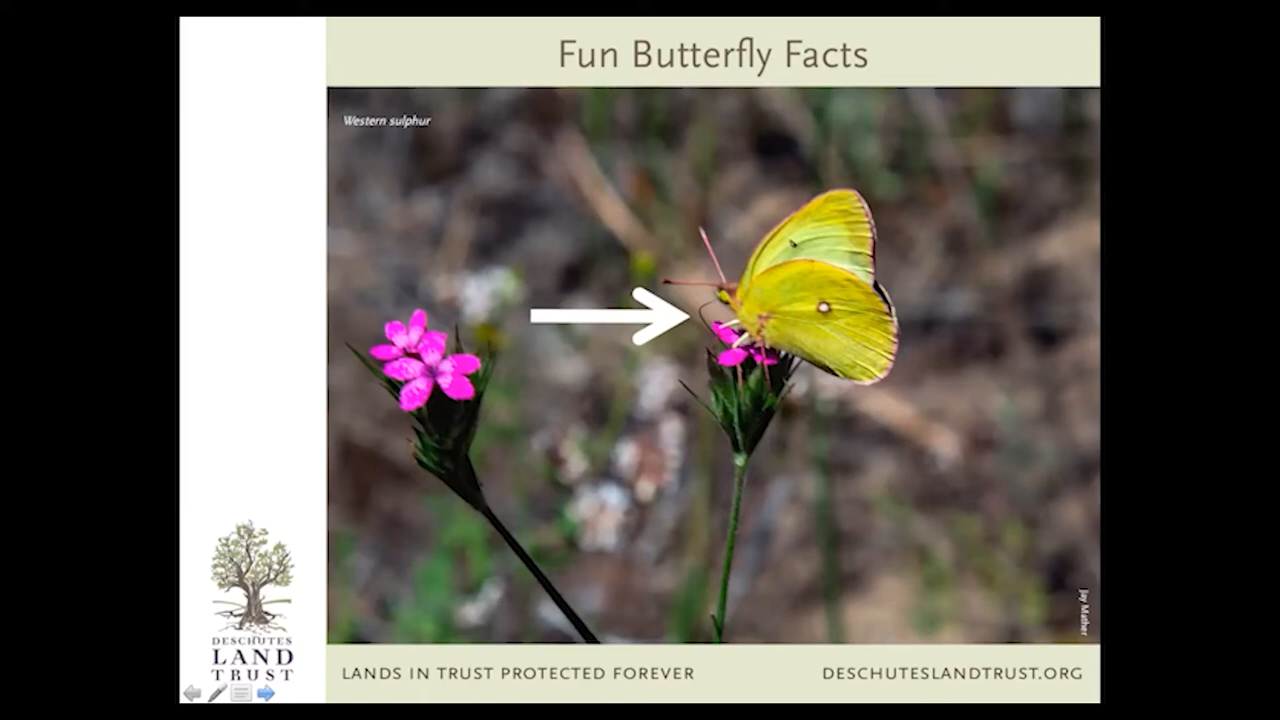 Fun Butterfly Facts
Western sulphur
Jay Mather
DESCHUTES
LAND
TRUST
LANDS IN TRUST PROTECTED FOREVER
DESCHUTESLANDTRUST.ORG